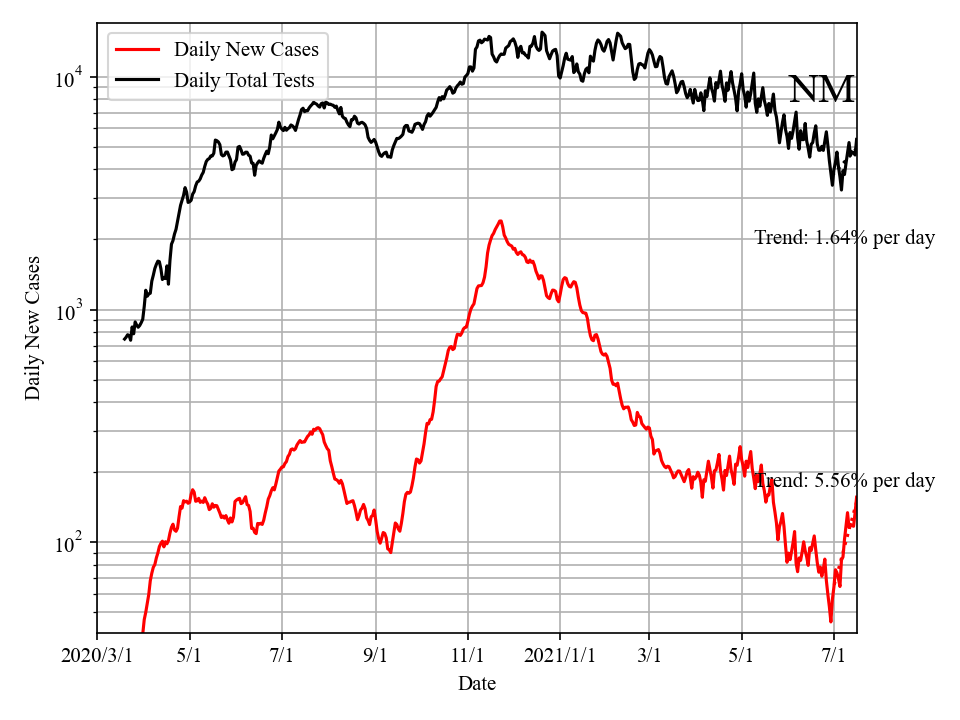 Daily New Cases
Daily Total Tests
NM
10^4
Trend: 1.64% per day
10^3
Daily New Cases
Trend: 5.56% per day
10^2
2020/3/1 5/1 7/1 9/1 11/1 2021/1/1 3/1 5/1 7/1
Date